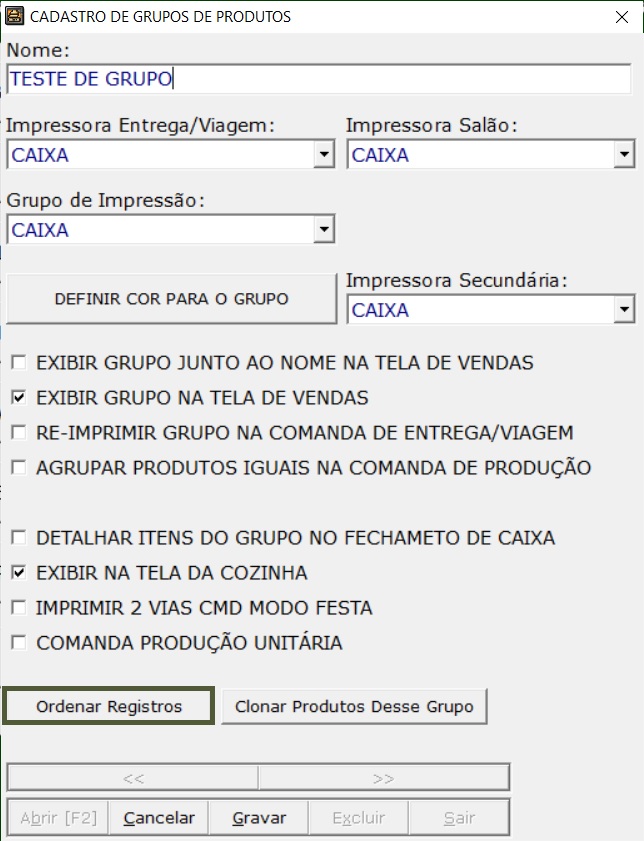 CADASTRO DE GRUPOS DE PRODUTOS
Nome:
TESTE DE GRUPO
Impressora Entrega/Viagem: Impressora Salão:
CAIXA CAIXA
Grupo de Impressão:
CAIXA
DEFINIR COR PARA O GRUPO Impressora Secundária:
CAIXA
EXIBIR GRUPO JUNTO AO NOME NA TELA DE VENDAS
EXIBIR GRUPO NA TELA DE VENDAS
RE-IMPRIMIR GRUPO NA COMANDA DE ENTREGA/VIAGEM
AGRUPAR PRODUTOS IGUAIS NA COMANDA DE PRODUÇÃO
DETALHAR ITENS DO GRUPO NO FECHAMETO DE CAIXA
EXIBIR NA TELA DA COZINHA
IMPRIMIR 2 VIAS CMD MODO FESTA
COMANDA PRODUÇÃO UNITÁRIA
Ordenar Registros Clonar Produtos Desse Grupo
<< >>
Abrir [F2] Cancelar Gravar Excluir Sair